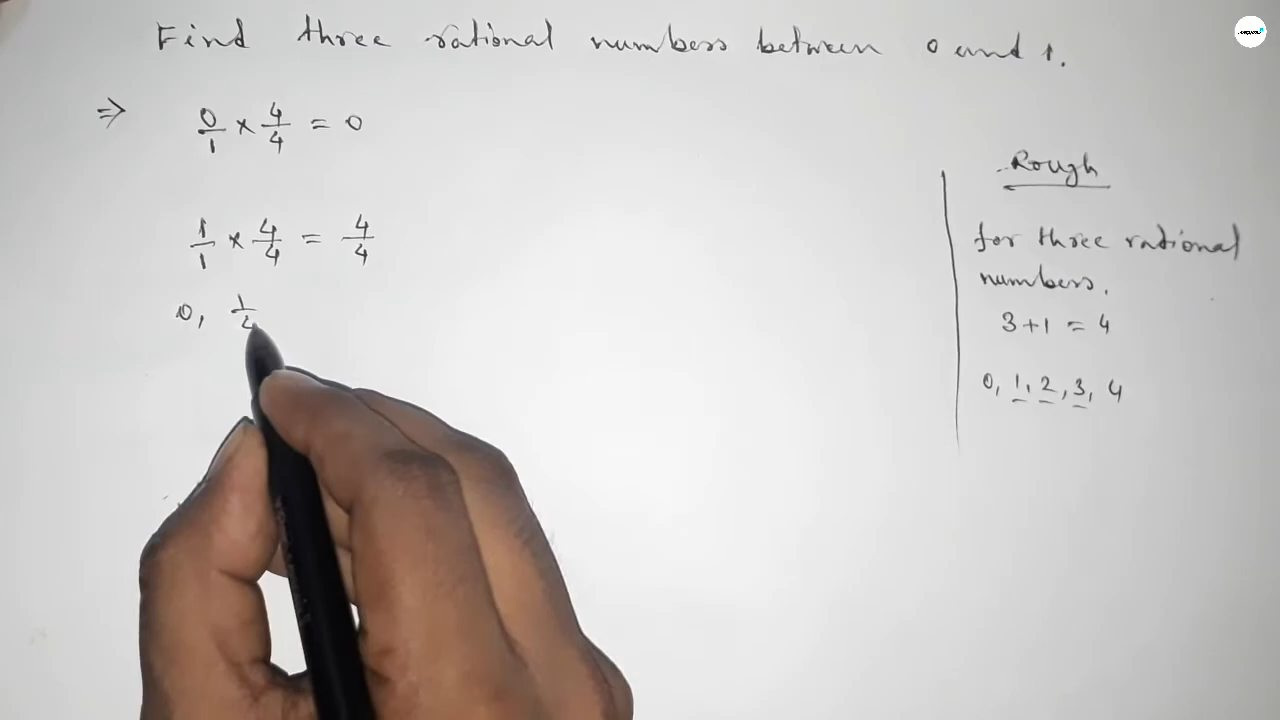 Find three rational numbers between 0 and 1.
⇒ 0/1 × 4/4 = 0
1/1 × 4/4 = 4/4
0, 1/4
Rough
for three rational
numbers.
3+1 = 4
0, 1, 2, 3, 4